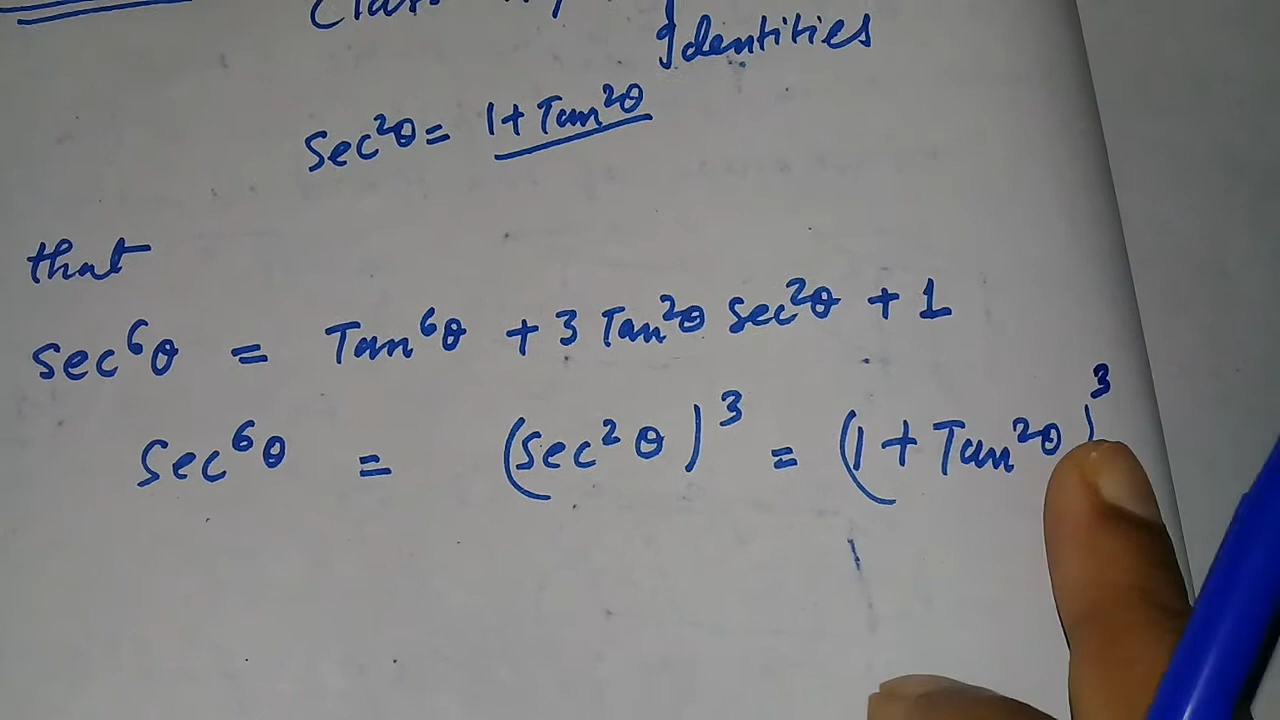 Identities
Sec²θ = 1 + Tan²θ
that
Sec⁶θ = Tan⁶θ + 3 Tan²θ Sec²θ + 1
Sec⁶θ = (Sec²θ)³ = (1 + Tan²θ)³